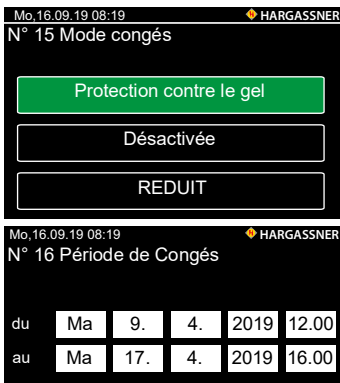 Mo,16.09.19 08:19 HARGASSNER
N° 15 Mode congés
Protection contre le gel
Désactivée
REDUIT
Mo,16.09.19 08:19 HARGASSNER
N° 16 Période de Congés
du Ma 9. 4. 2019 12.00
au Ma 17. 4. 2019 16.00